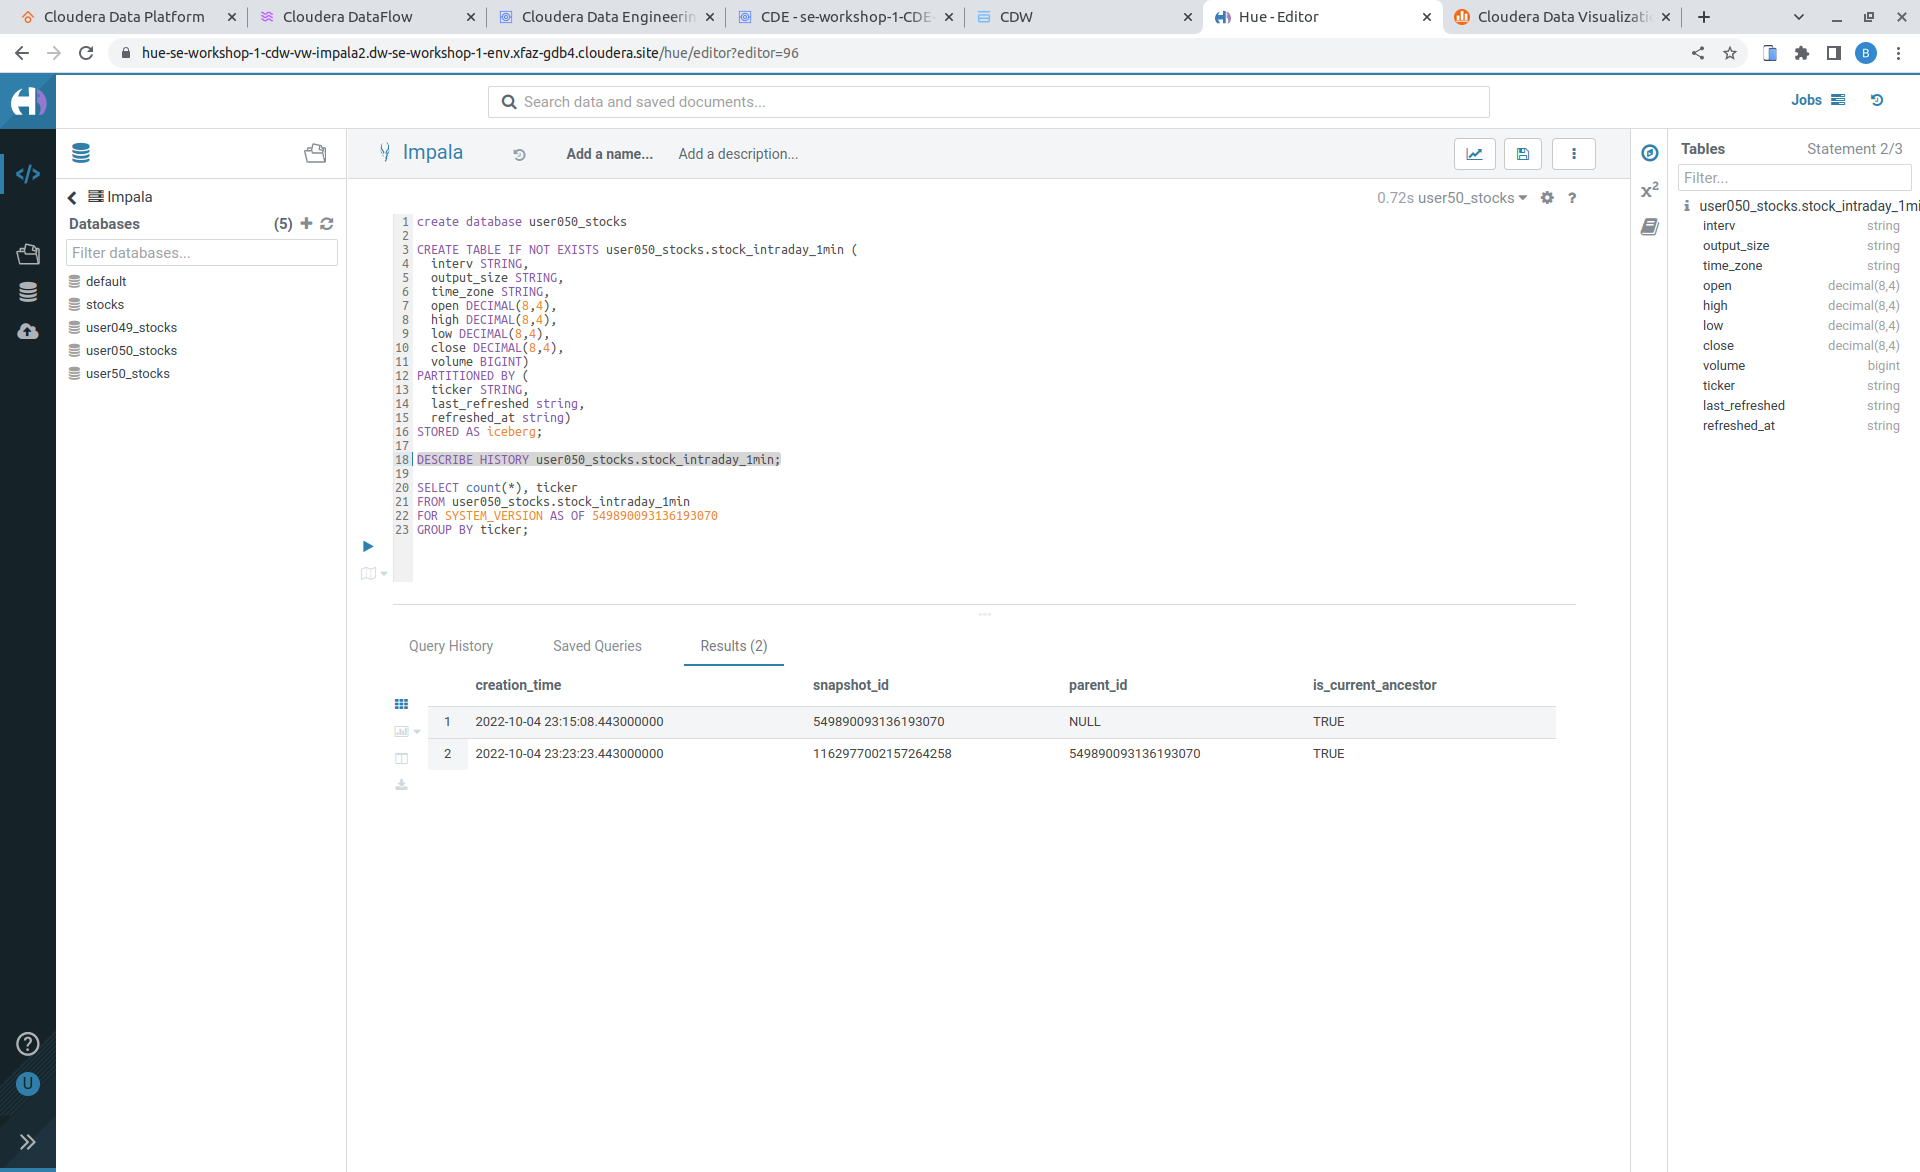 Cloudera Data Platform
Cloudera DataFlow
Cloudera Data Engineerin
CDE - se-workshop-1-CDE-
CDW
Hue - Editor
Cloudera Data Visualizati
hue-se-workshop-1-cdw-vw-impala2.dw-se-workshop-1-env.xfaz-gdb4.cloudera.site/hue/editor?editor=96
B
Search data and saved documents...
Jobs
Impala
Databases (5)
Filter databases...
default
stocks
user049_stocks
user050_stocks
user50_stocks
U
Impala
Add a name...
Add a description...
0.72s user50_stocks ?
1 create database user050_stocks
2
3 CREATE TABLE IF NOT EXISTS user050_stocks.stock_intraday_1min (
4 interv STRING,
5 output_size STRING,
6 time_zone STRING,
7 open DECIMAL(8,4),
8 high DECIMAL(8,4),
9 low DECIMAL(8,4),
10 close DECIMAL(8,4),
11 volume BIGINT)
12 PARTITIONED BY (
13 ticker STRING,
14 last_refreshed string,
15 refreshed_at string)
16 STORED AS iceberg;
17
18 DESCRIBE HISTORY user050_stocks.stock_intraday_1min;
19
20 SELECT count(*), ticker
21 FROM user050_stocks.stock_intraday_1min
22 FOR SYSTEM_VERSION AS OF 549890093136193070
23 GROUP BY ticker;
Query History
Saved Queries
Results (2)
creation_time snapshot_id parent_id is_current_ancestor
1 2022-10-04 23:15:08.443000000 549890093136193070 NULL TRUE
2 2022-10-04 23:23:23.443000000 1162977002157264258 549890093136193070 TRUE
x²
Tables
Statement 2/3
Filter...
user050_stocks.stock_intraday_1mi
interv string
output_size string
time_zone string
open decimal(8,4)
high decimal(8,4)
low decimal(8,4)
close decimal(8,4)
volume bigint
ticker string
last_refreshed string
refreshed_at string